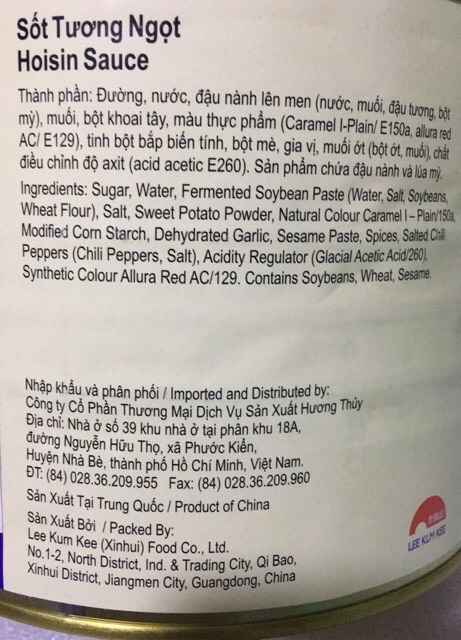 Sốt Tương Ngọt
Hoisin Sauce
Thành phần: Đường, nước, đậu nành lên men (nước, muối, đậu tương, bột
mỳ), muối, bột khoai tây, màu thực phẩm (Caramel I-Plain/ E150a, allura red
AC/ E129), tinh bột bắp biến tính, bột mè, gia vị, muối ớt (bột ớt, muối), chất
điều chỉnh độ axit (acid acetic E260). Sản phẩm chứa đậu nành và lúa mỳ.
Ingredients: Sugar, Water, Fermented Soybean Paste (Water, Salt, Soybeans,
Wheat Flour), Salt, Sweet Potato Powder, Natural Colour Caramel I – Plain/150a,
Modified Corn Starch, Dehydrated Garlic, Sesame Paste, Spices, Salted Chili
Peppers (Chili Peppers, Salt), Acidity Regulator (Glacial Acetic Acid/260),
Synthetic Colour Allura Red AC/129. Contains Soybeans, Wheat, Sesame.
Nhập khẩu và phân phối / Imported and Distributed by:
Công ty Cổ Phần Thương Mại Dịch Vụ Sản Xuất Hương Thủy
Địa chỉ: Nhà ở số 39 khu nhà ở tại phân khu 18A,
đường Nguyễn Hữu Thọ, xã Phước Kiển,
Huyện Nhà Bè, thành phố Hồ Chí Minh, Việt Nam.
ĐT: (84) 028.36.209.955 Fax: (84) 028.36.209.960
Sản Xuất Tại Trung Quốc / Product of China
Sản Xuất Bởi / Packed By:
Lee Kum Kee (Xinhui) Food Co., Ltd.
No.1-2, North District, Ind. & Trading City, Qi Bao,
Xinhui District, Jiangmen City, Guangdong, China
李錦記
LEE KUM KEE